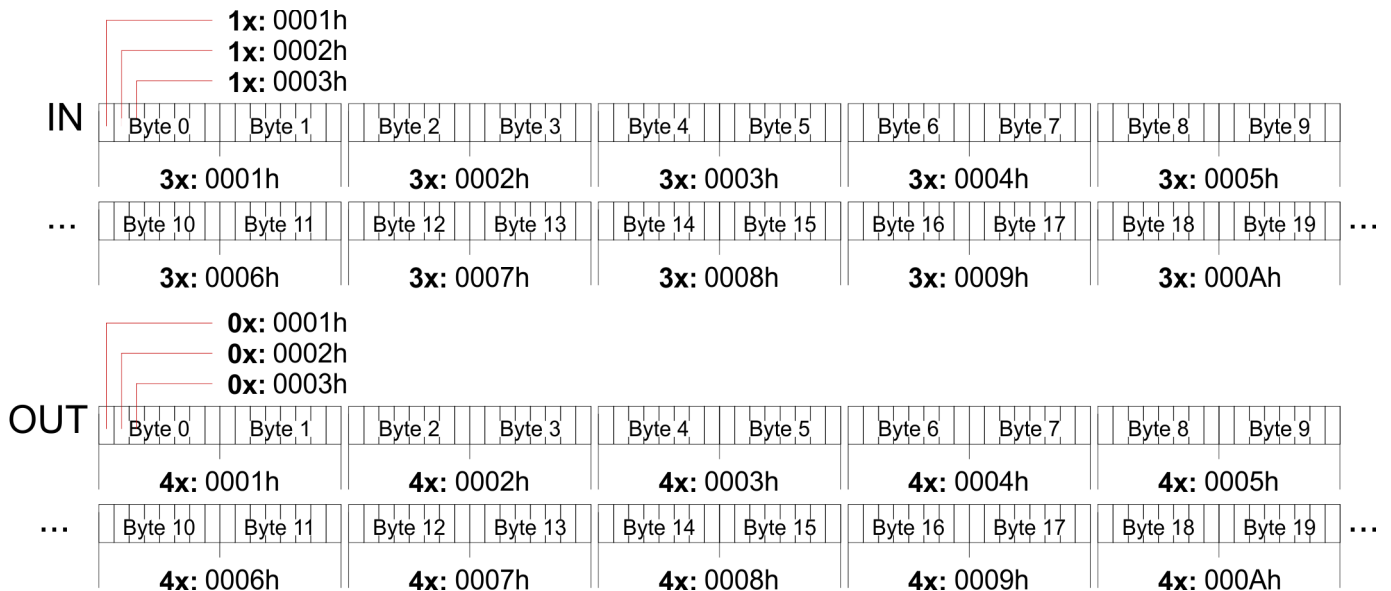 1x: 0001h
1x: 0002h
1x: 0003h
IN Byte 0 Byte 1 Byte 2 Byte 3 Byte 4 Byte 5 Byte 6 Byte 7 Byte 8 Byte 9
3x: 0001h 3x: 0002h 3x: 0003h 3x: 0004h 3x: 0005h
... Byte 10 Byte 11 Byte 12 Byte 13 Byte 14 Byte 15 Byte 16 Byte 17 Byte 18 Byte 19 ...
3x: 0006h 3x: 0007h 3x: 0008h 3x: 0009h 3x: 000Ah
0x: 0001h
0x: 0002h
0x: 0003h
OUT Byte 0 Byte 1 Byte 2 Byte 3 Byte 4 Byte 5 Byte 6 Byte 7 Byte 8 Byte 9
4x: 0001h 4x: 0002h 4x: 0003h 4x: 0004h 4x: 0005h
... Byte 10 Byte 11 Byte 12 Byte 13 Byte 14 Byte 15 Byte 16 Byte 17 Byte 18 Byte 19 ...
4x: 0006h 4x: 0007h 4x: 0008h 4x: 0009h 4x: 000Ah